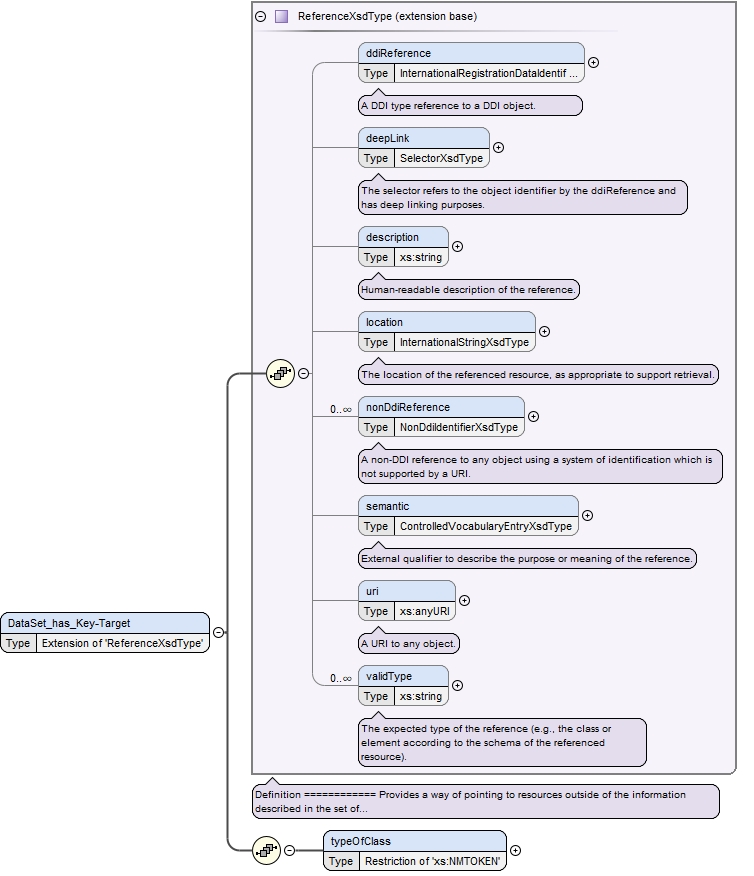 ReferenceXsdType (extension base)
ddiReference
Type InternationalRegistrationDataIdentif ...
A DDI type reference to a DDI object.
deepLink
Type SelectorXsdType
The selector refers to the object identifier by the ddiReference and
has deep linking purposes.
description
Type xs:string
Human-readable description of the reference.
location
Type InternationalStringXsdType
The location of the referenced resource, as appropriate to support retrieval.
0..∞
nonDdiReference
Type NonDdiIdentifierXsdType
A non-DDI reference to any object using a system of identification which is
not supported by a URI.
semantic
Type ControlledVocabularyEntryXsdType
External qualifier to describe the purpose or meaning of the reference.
uri
Type xs:anyURI
A URI to any object.
DataSet_has_Key-Target
Type Extension of 'ReferenceXsdType'
0..∞
validType
Type xs:string
The expected type of the reference (e.g., the class or
element according to the schema of the referenced
resource).
Definition ============ Provides a way of pointing to resources outside of the information
described in the set of...
typeOfClass
Type Restriction of 'xs:NMTOKEN'